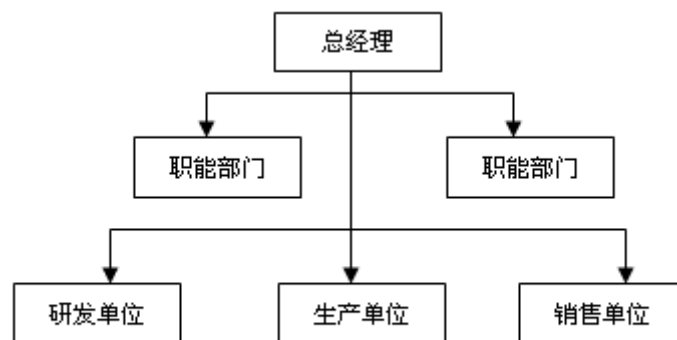 总经理
职能部门
职能部门
研发单位
生产单位
销售单位